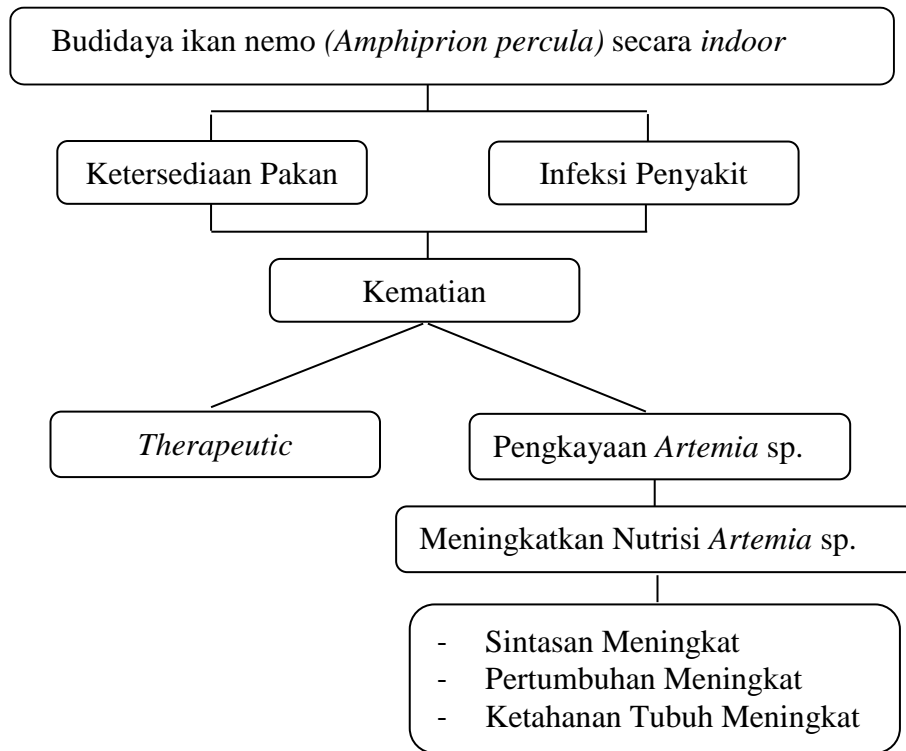 Budidaya ikan nemo (Amphiprion percula) secara indoor
Ketersediaan Pakan
Infeksi Penyakit
Kematian
Therapeutic
Pengkayaan Artemia sp.
Meningkatkan Nutrisi Artemia sp.
- Sintasan Meningkat
- Pertumbuhan Meningkat
- Ketahanan Tubuh Meningkat